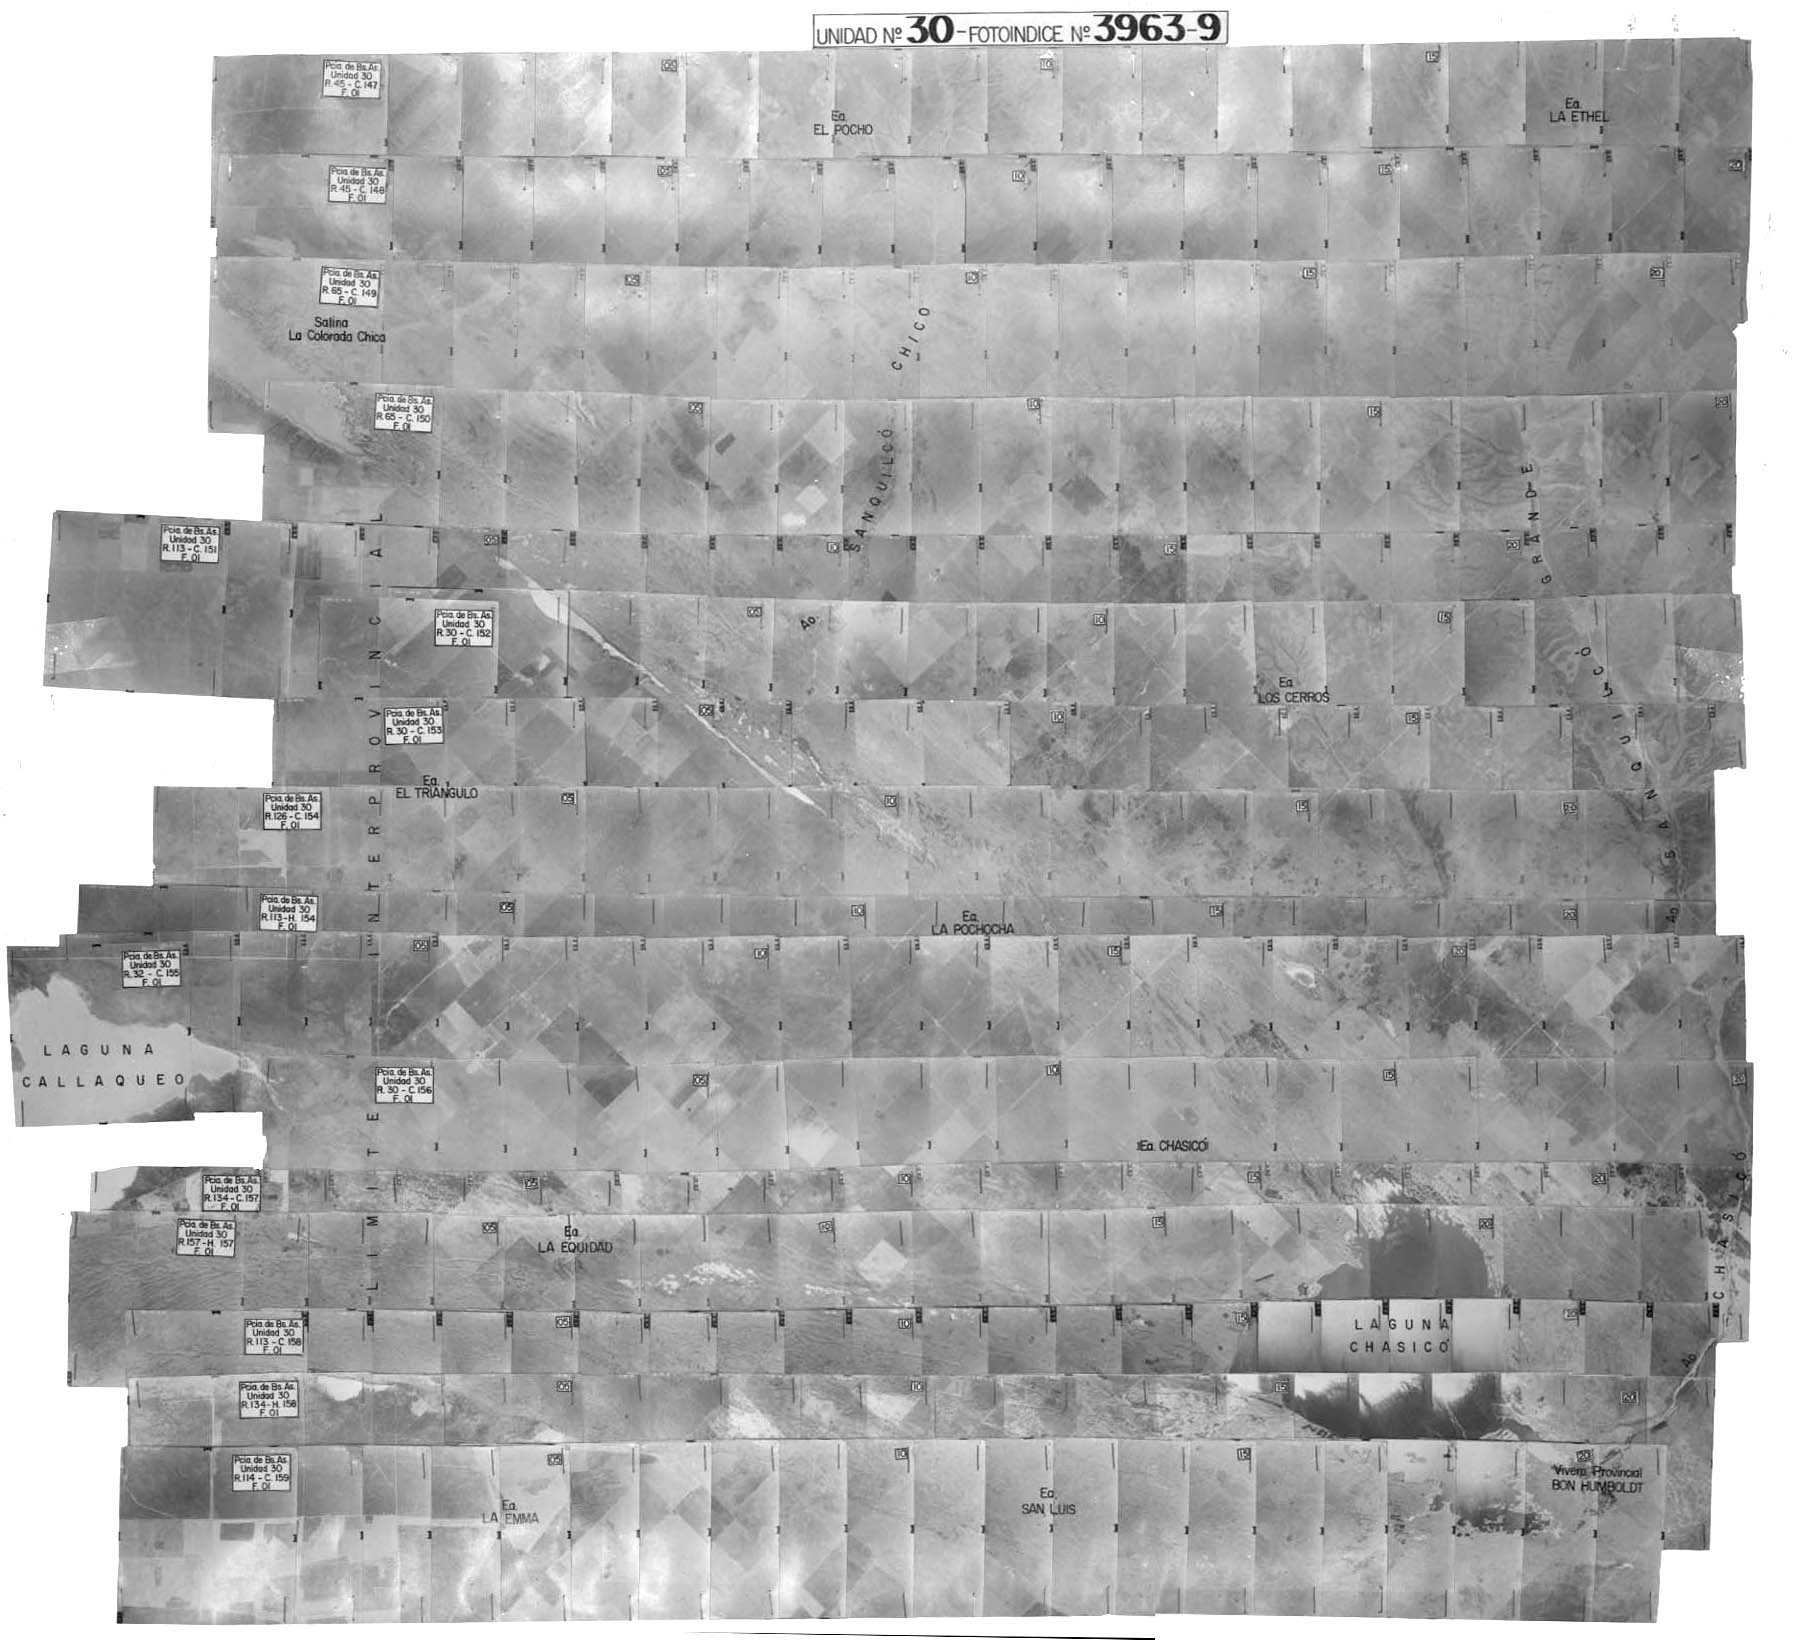 UNIDAD Nº 30 - FOTOINDICE Nº 3963-9
Pcia. de Bs. As.
Unidad 30
R. 45 - C. 147
F. 01
05
10
15
Ea.
EL POCHO
Ea.
LA ETHEL
Pcia. de Bs. As.
Unidad 30
R. 45 - C. 148
F. 01
05
10
15
20
Pcia. de Bs. As.
Unidad 30
R. 65 - C. 149
F. 01
05
10
15
20
Salina
La Colorada Chica
Pcia. de Bs. As.
Unidad 30
R. 65 - C. 150
F. 01
05
10
15
20
Ao. SANQUILCÓ CHICO
Pcia. de Bs. As.
Unidad 30
R. 113 - C. 151
F. 01
05
10
15
20
Pcia. de Bs. As.
Unidad 30
R. 30 - C. 152
F. 01
05
10
15
Ea.
LOS CERROS
Ao. SANQUILCÓ GRANDE
LIMITE INTERPROVINCIAL
Pcia. de Bs. As.
Unidad 30
R. 30 - C. 153
F. 01
05
10
15
Ea.
EL TRIANGULO
Pcia. de Bs. As.
Unidad 30
R. 126 - C. 154
F. 01
05
10
15
20
Pcia. de Bs. As.
Unidad 30
R. 113 - H. 154
F. 01
05
10
15
20
Ea.
LA POCHOCHA
Pcia. de Bs. As.
Unidad 30
R. 32 - C. 155
F. 01
05
10
15
20
LAGUNA
CALLAQUEO
Pcia. de Bs. As.
Unidad 30
R. 30 - C. 156
F. 01
05
10
15
20
Ea. CHASICÓ
Pcia. de Bs. As.
Unidad 30
R. 134 - C. 157
F. 01
05
10
15
20
Pcia. de Bs. As.
Unidad 30
R. 157 - H. 157
F. 01
05
10
15
20
Ea.
LA EQUIDAD
Ao. CHASICÓ
Pcia. de Bs. As.
Unidad 30
R. 113 - C. 158
F. 01
05
10
15
LAGUNA
CHASICÓ
Pcia. de Bs. As.
Unidad 30
R. 134 - H. 158
F. 01
05
10
15
20
Pcia. de Bs. As.
Unidad 30
R. 114 - C. 159
F. 01
05
10
15
20
Vivero Provincial
BON HUMBOLDT
Ea.
LA EMMA
Ea.
SAN LUIS